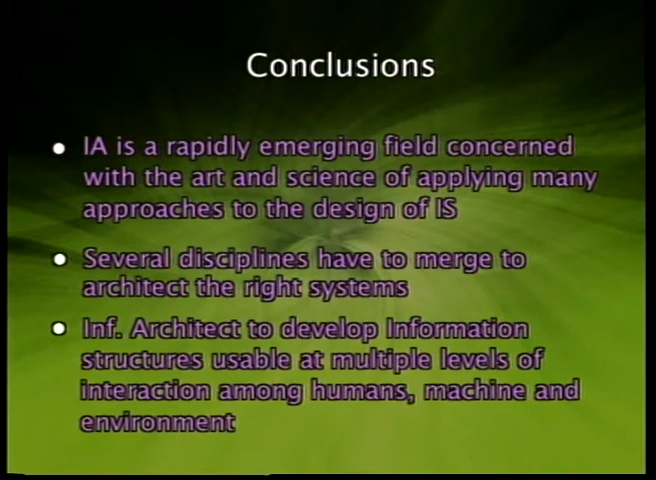 Conclusions
• IA is a rapidly emerging field concerned
with the art and science of applying many
approaches to the design of IS
• Several disciplines have to merge to
architect the right systems
• Inf. Architect to develop Information
structures usable at multiple levels of
interaction among humans, machine and
environment